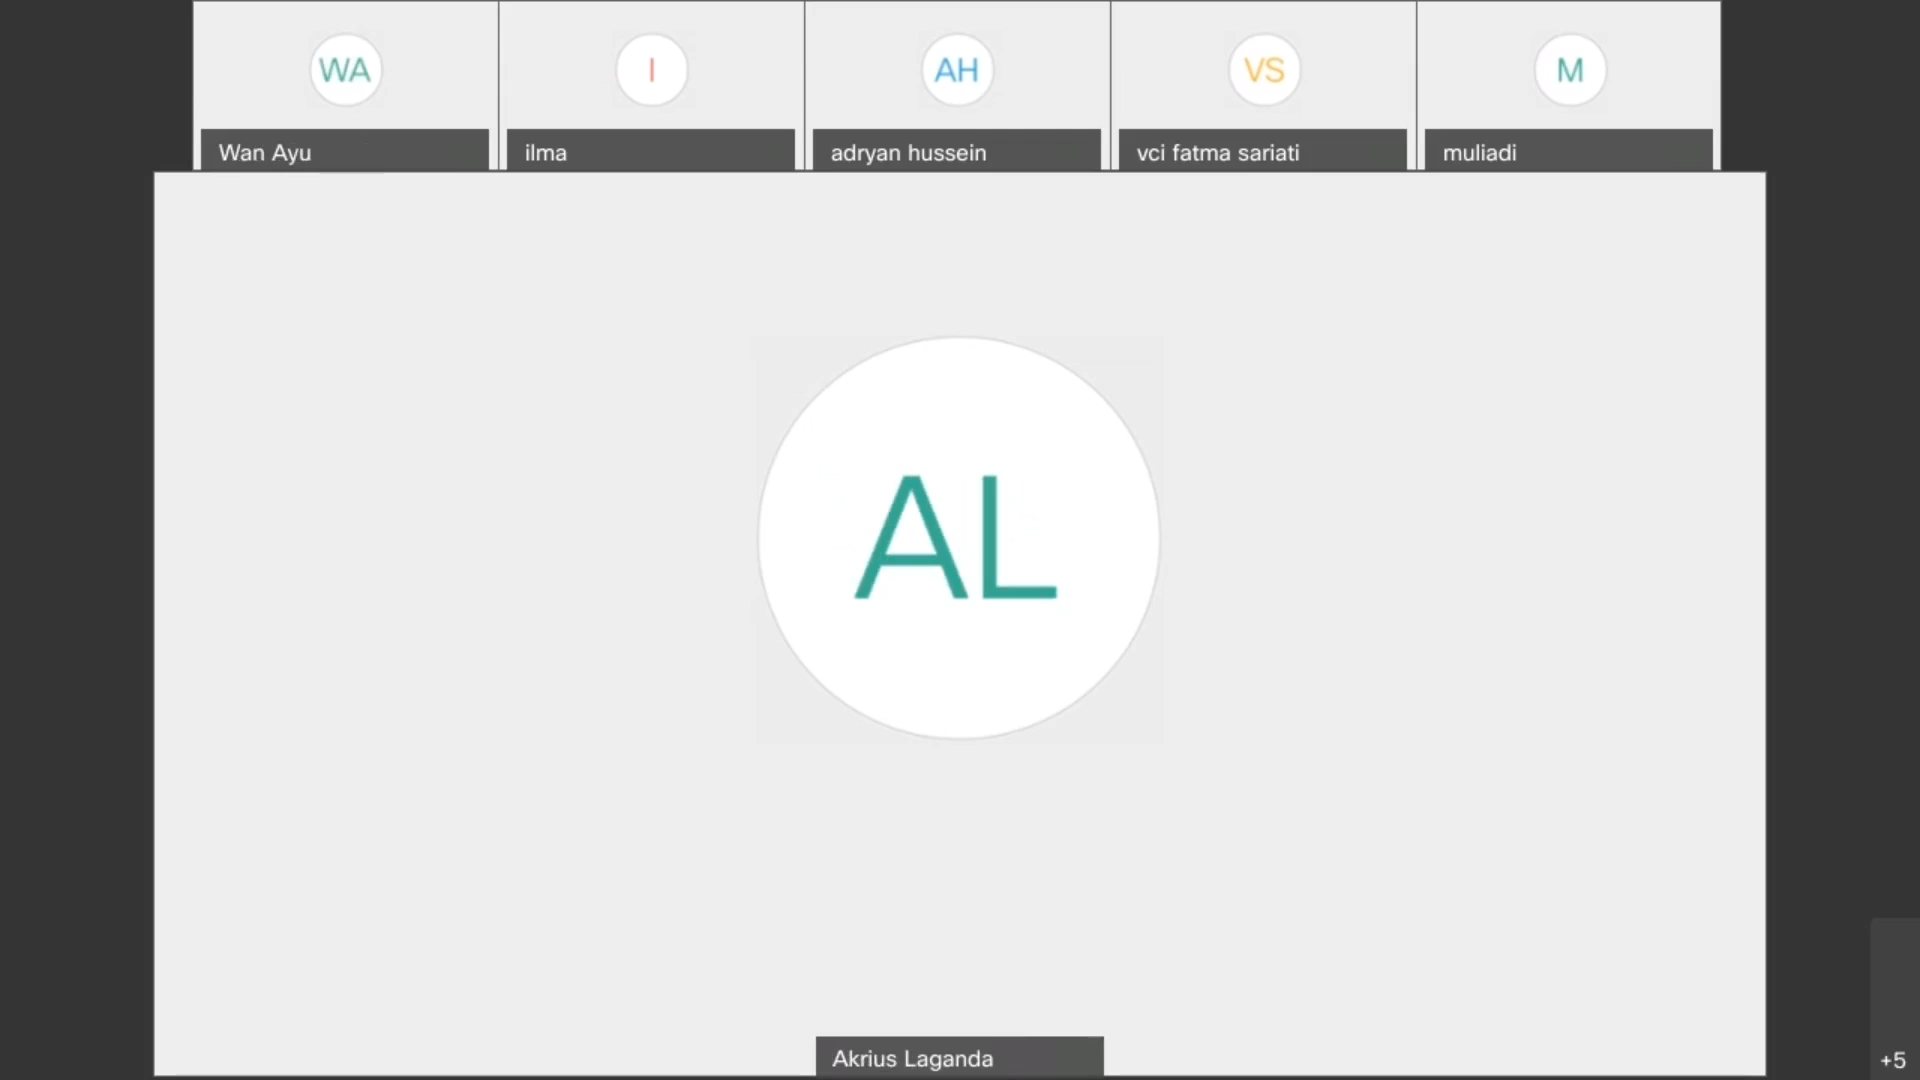 WA
I
AH
VS
M
Wan Ayu
ilma
adryan hussein
vci fatma sariati
muliadi
AL
Akrius Laganda
+5